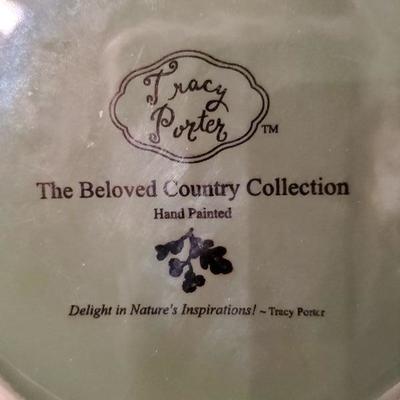 Tracy
Porter
TM
The Beloved Country Collection
Hand Painted
Delight in Nature's Inspirations! ~ Tracy Porter